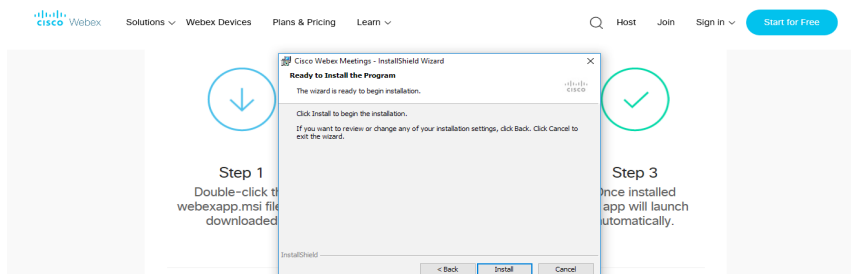 CISCO Webex Solutions Webex Devices Plans & Pricing Learn Host Join Sign in Start for Free
Cisco Webex Meetings - InstallShield Wizard
Ready to Install the Program
The wizard is ready to begin installation.
CISCO
Click Install to begin the installation.
If you want to review or change any of your installation settings, click Back. Click Cancel to
exit the wizard.
InstallShield
< Back Install Cancel
Step 1
Double-click
webexapp.msi
downloaded
Step 3
Once installed
app will launch
automatically.